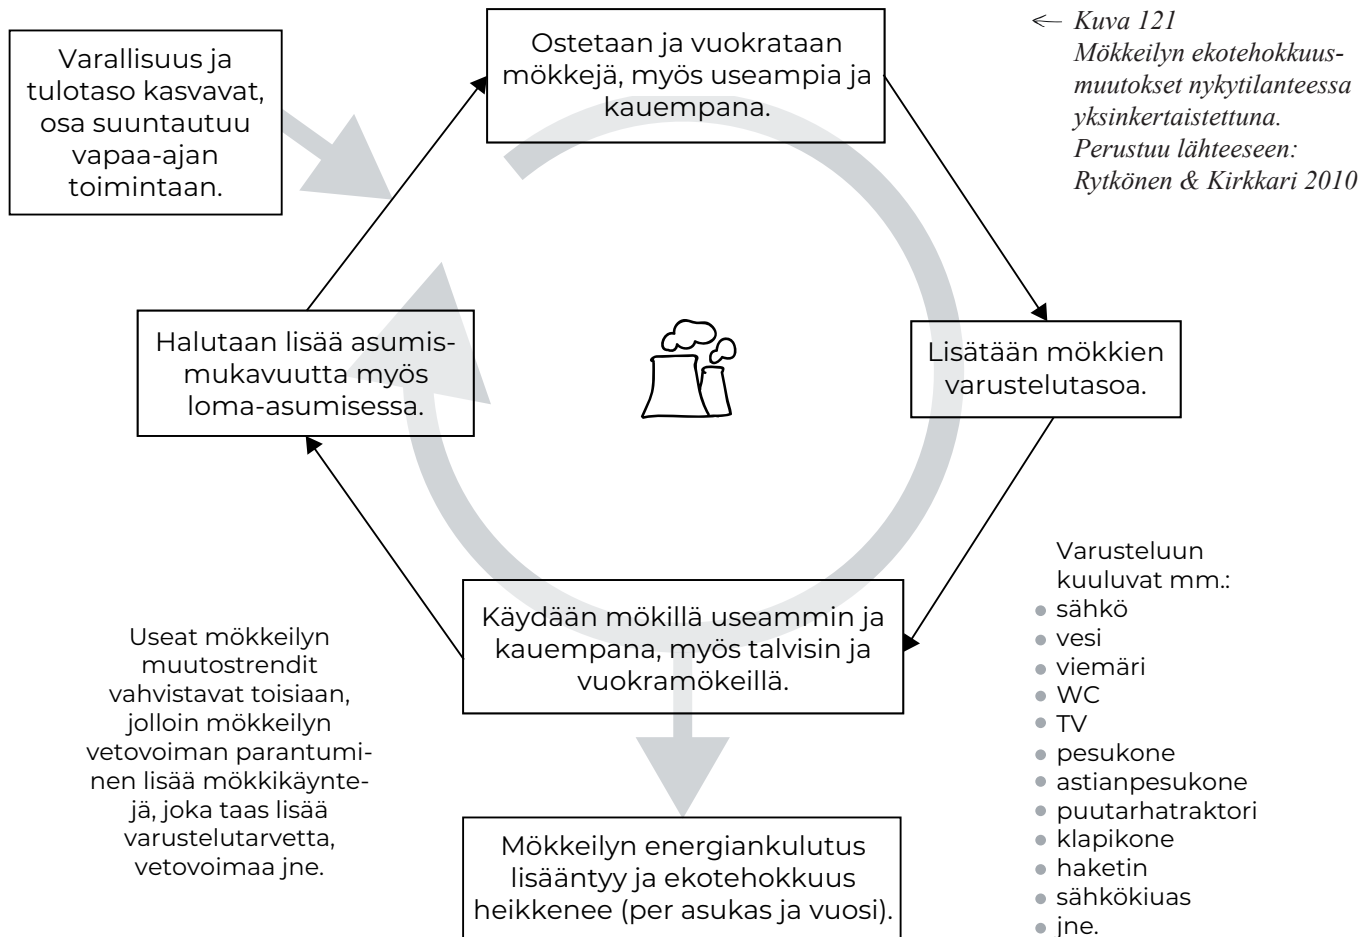 Varallisuus ja
tulotaso kasvavat,
osa suuntautuu
vapaa-ajan
toimintaan.
Ostetaan ja vuokrataan
mökkejä, myös useampia ja
kauempana.
← Kuva 121
Mökkeilyn ekotehokkuus-
muutokset nykytilanteessa
yksinkertaistettuna.
Perustuu lähteeseen:
Rytkönen & Kirkkari 2010
Halutaan lisää asumis-
mukavuutta myös
loma-asumisessa.
Lisätään mökkien
varustelutasoa.
Käydään mökillä useammin ja
kauempana, myös talvisin ja
vuokramökeillä.
Useat mökkeilyn
muutostrendit
vahvistavat toisiaan,
jolloin mökkeilyn
vetovoiman parantumi-
nen lisää mökkikäynte-
jä, joka taas lisää
varustelutarvetta,
vetovoimaa jne.
Varusteluun
kuuluvat mm.:
• sähkö
• vesi
• viemäri
• WC
• TV
• pesukone
• astianpesukone
• puutarhatraktori
• klapikone
• haketin
• sähkökiuas
• jne.
Mökkeilyn energiankulutus
lisääntyy ja ekotehokkuus
heikkenee (per asukas ja vuosi).